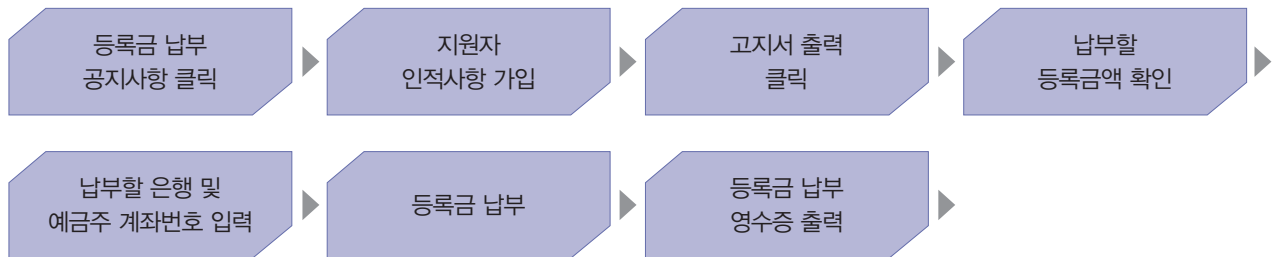 등록금 납부
공지사항 클릭
지원자
인적사항 가입
고지서 출력
클릭
납부할
등록금액 확인
납부할 은행 및
예금주 계좌번호 입력
등록금 납부
등록금 납부
영수증 출력